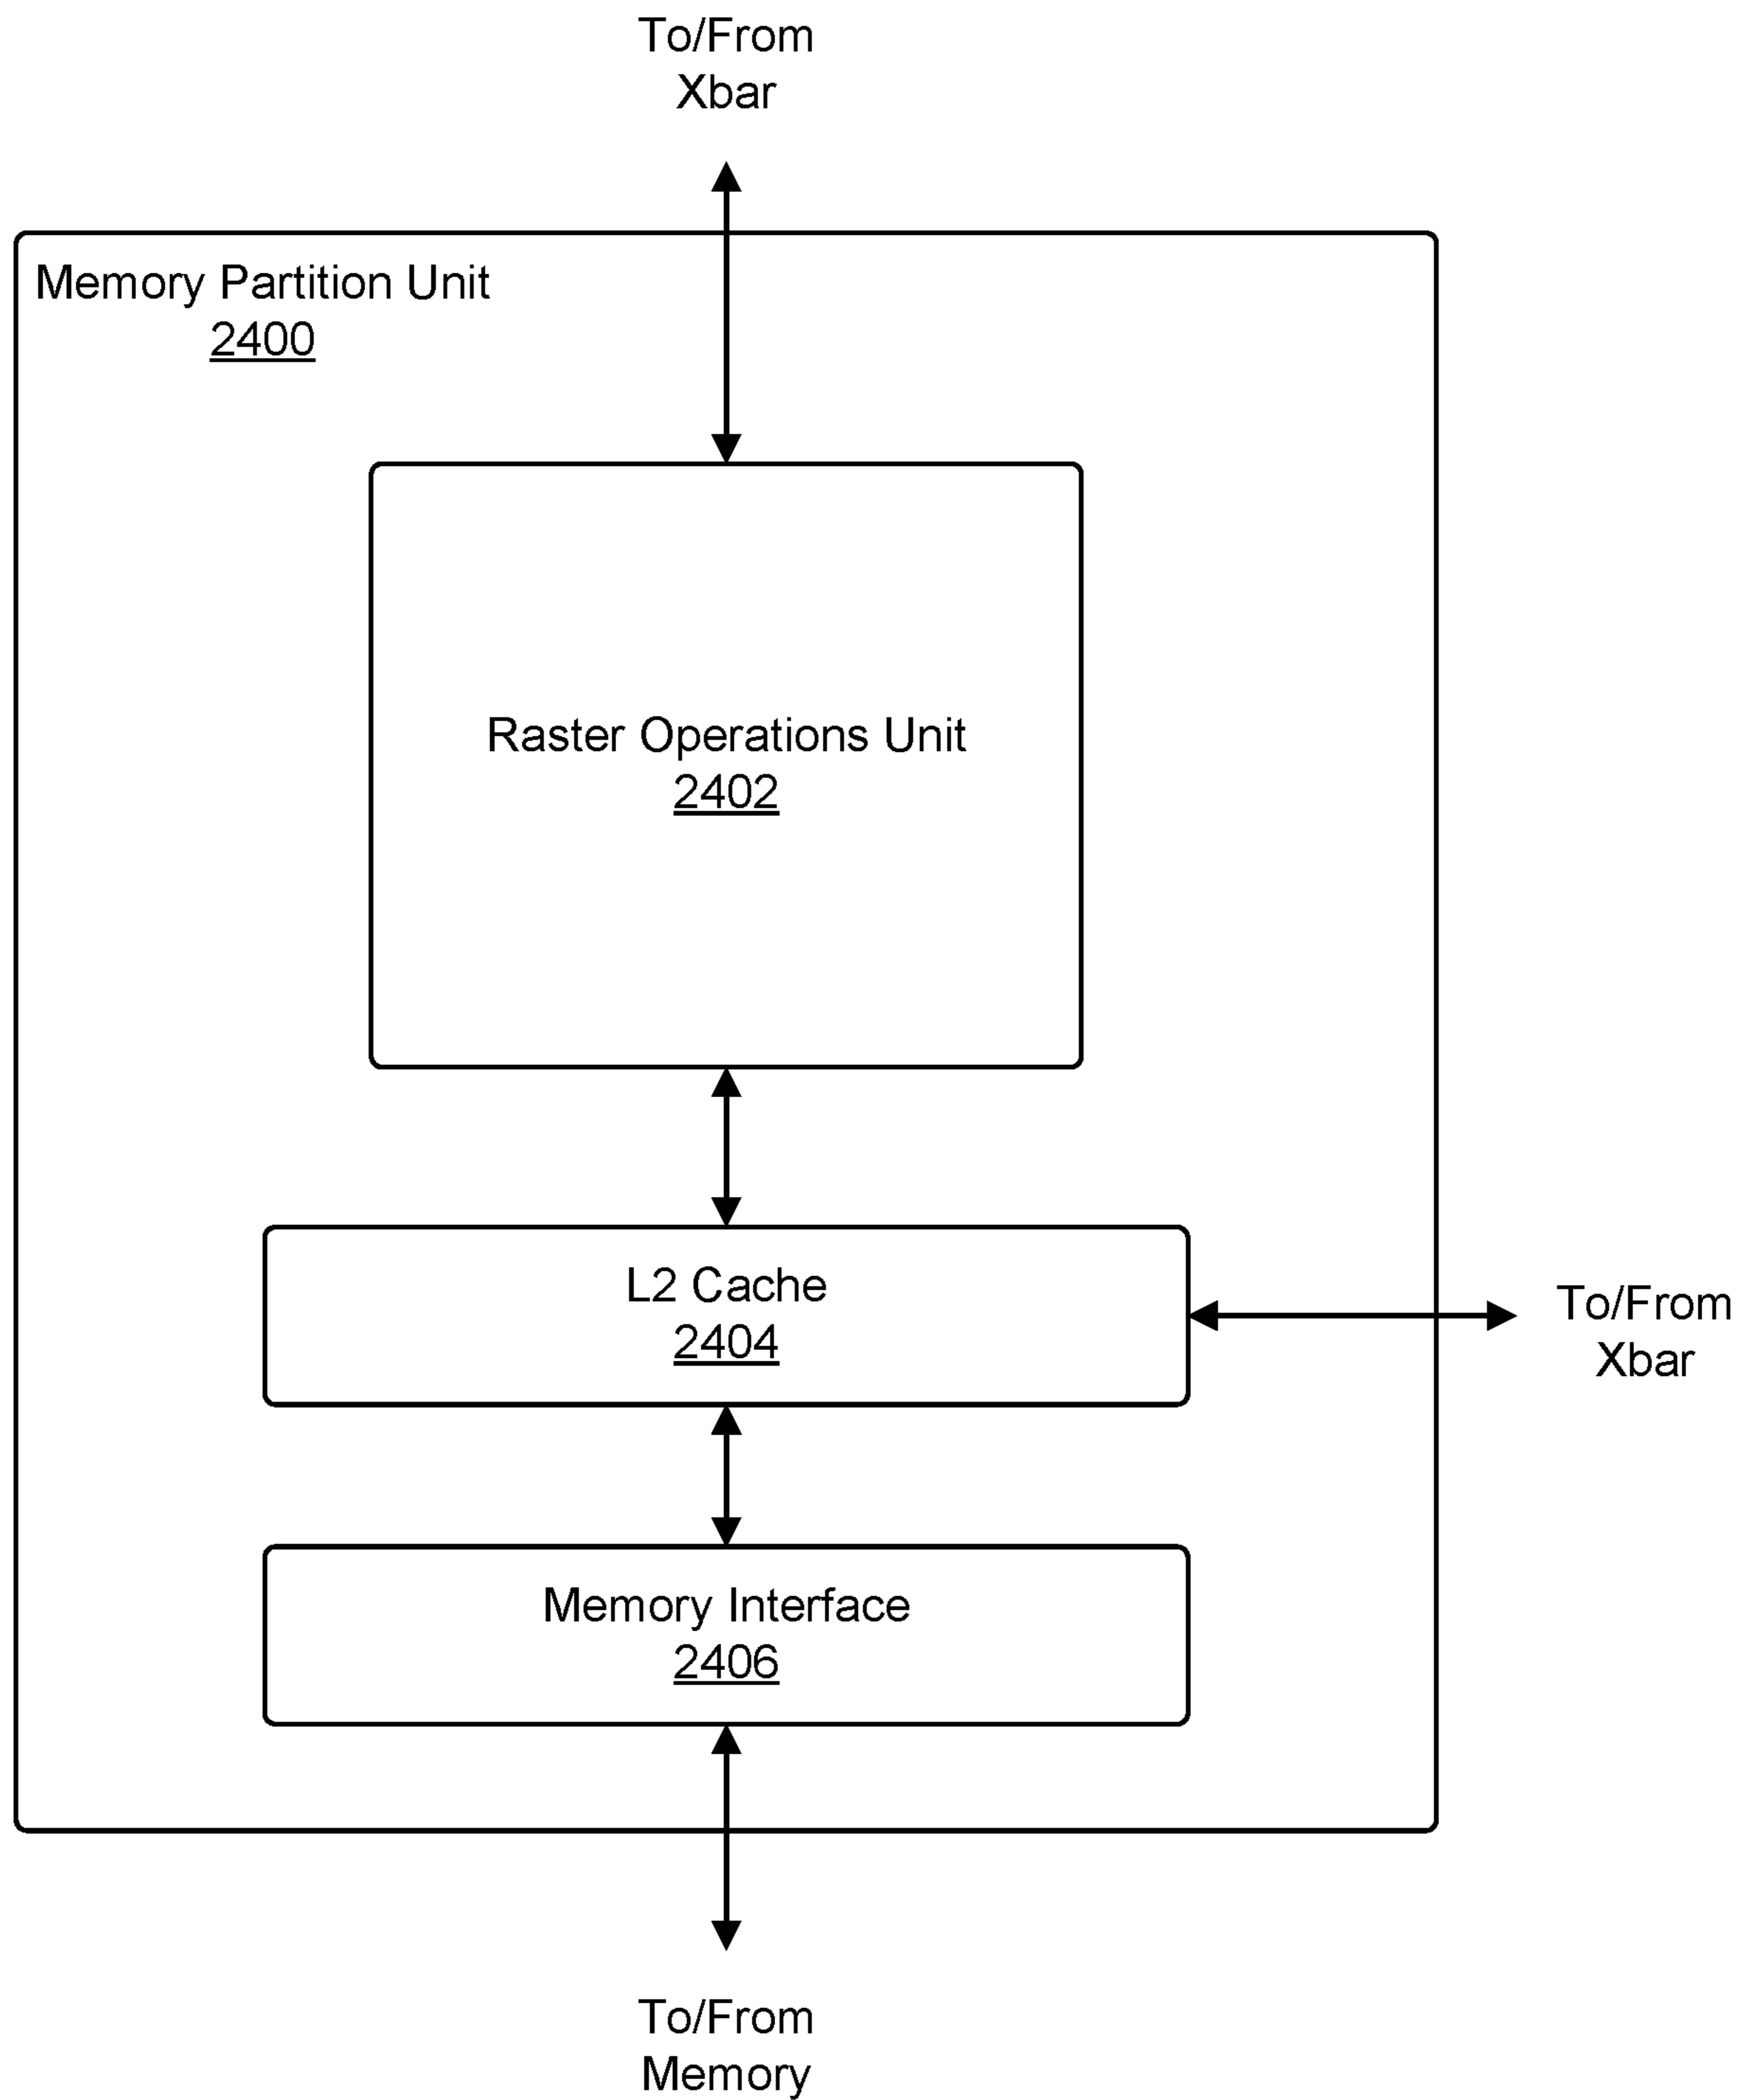 To/From
Xbar
Memory Partition Unit
2400
Raster Operations Unit
2402
L2 Cache
2404
To/From
Xbar
Memory Interface
2406
To/From
Memory